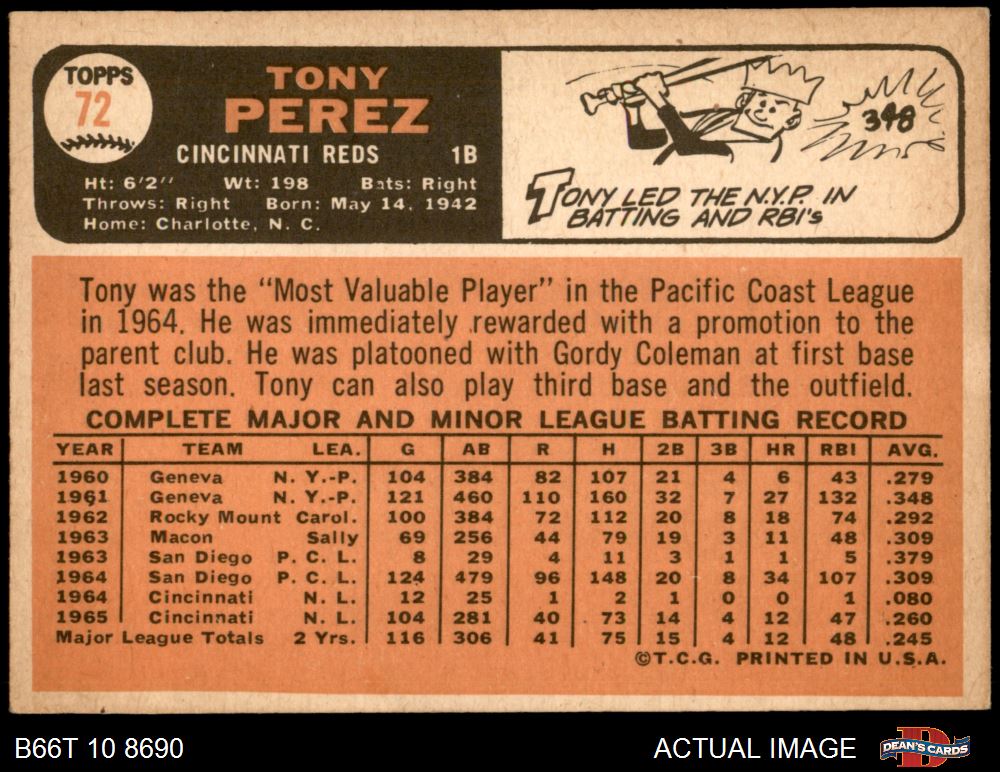 TOPPS
72
TONY
PEREZ
CINCINNATI REDS 1B
Ht: 6'2" Wt: 198 Bats: Right
Throws: Right Born: May 14, 1942
Home: Charlotte, N. C.
348
TONY LED THE N.Y.P. IN
BATTING AND RBI's
Tony was the "Most Valuable Player" in the Pacific Coast League
in 1964. He was immediately rewarded with a promotion to the
parent club. He was platooned with Gordy Coleman at first base
last season. Tony can also play third base and the outfield.
COMPLETE MAJOR AND MINOR LEAGUE BATTING RECORD
YEAR TEAM LEA. G AB R H 2B 3B HR RBI AVG.
1960 Geneva N. Y.-P. 104 384 82 107 21 4 6 43 .279
1961 Geneva N. Y.-P. 121 460 110 160 32 7 27 132 .348
1962 Rocky Mount Carol. 100 384 72 112 20 8 18 74 .292
1963 Macon Sally 69 256 44 79 19 3 11 48 .309
1963 San Diego P. C. L. 8 29 4 11 3 1 1 5 .379
1964 San Diego P. C. L. 124 479 96 148 20 8 34 107 .309
1964 Cincinnati N. L. 12 25 1 2 1 0 0 1 .080
1965 Cincinnati N. L. 104 281 40 73 14 4 12 47 .260
Major League Totals 2 Yrs. 116 306 41 75 15 4 12 48 .245
©T.C.G. PRINTED IN U.S.A.
B66T 10 8690 ACTUAL IMAGE DEAN'S CARDS